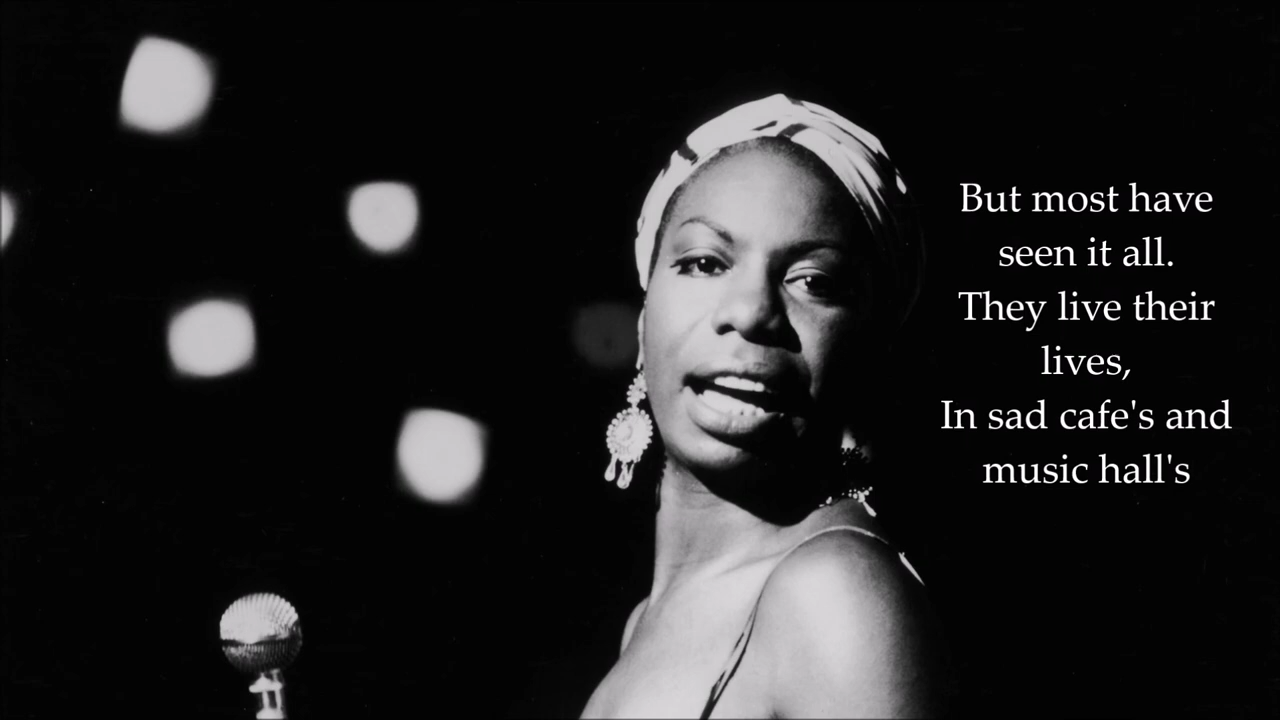 But most have
seen it all.
They live their
lives,
In sad cafe's and
music hall's